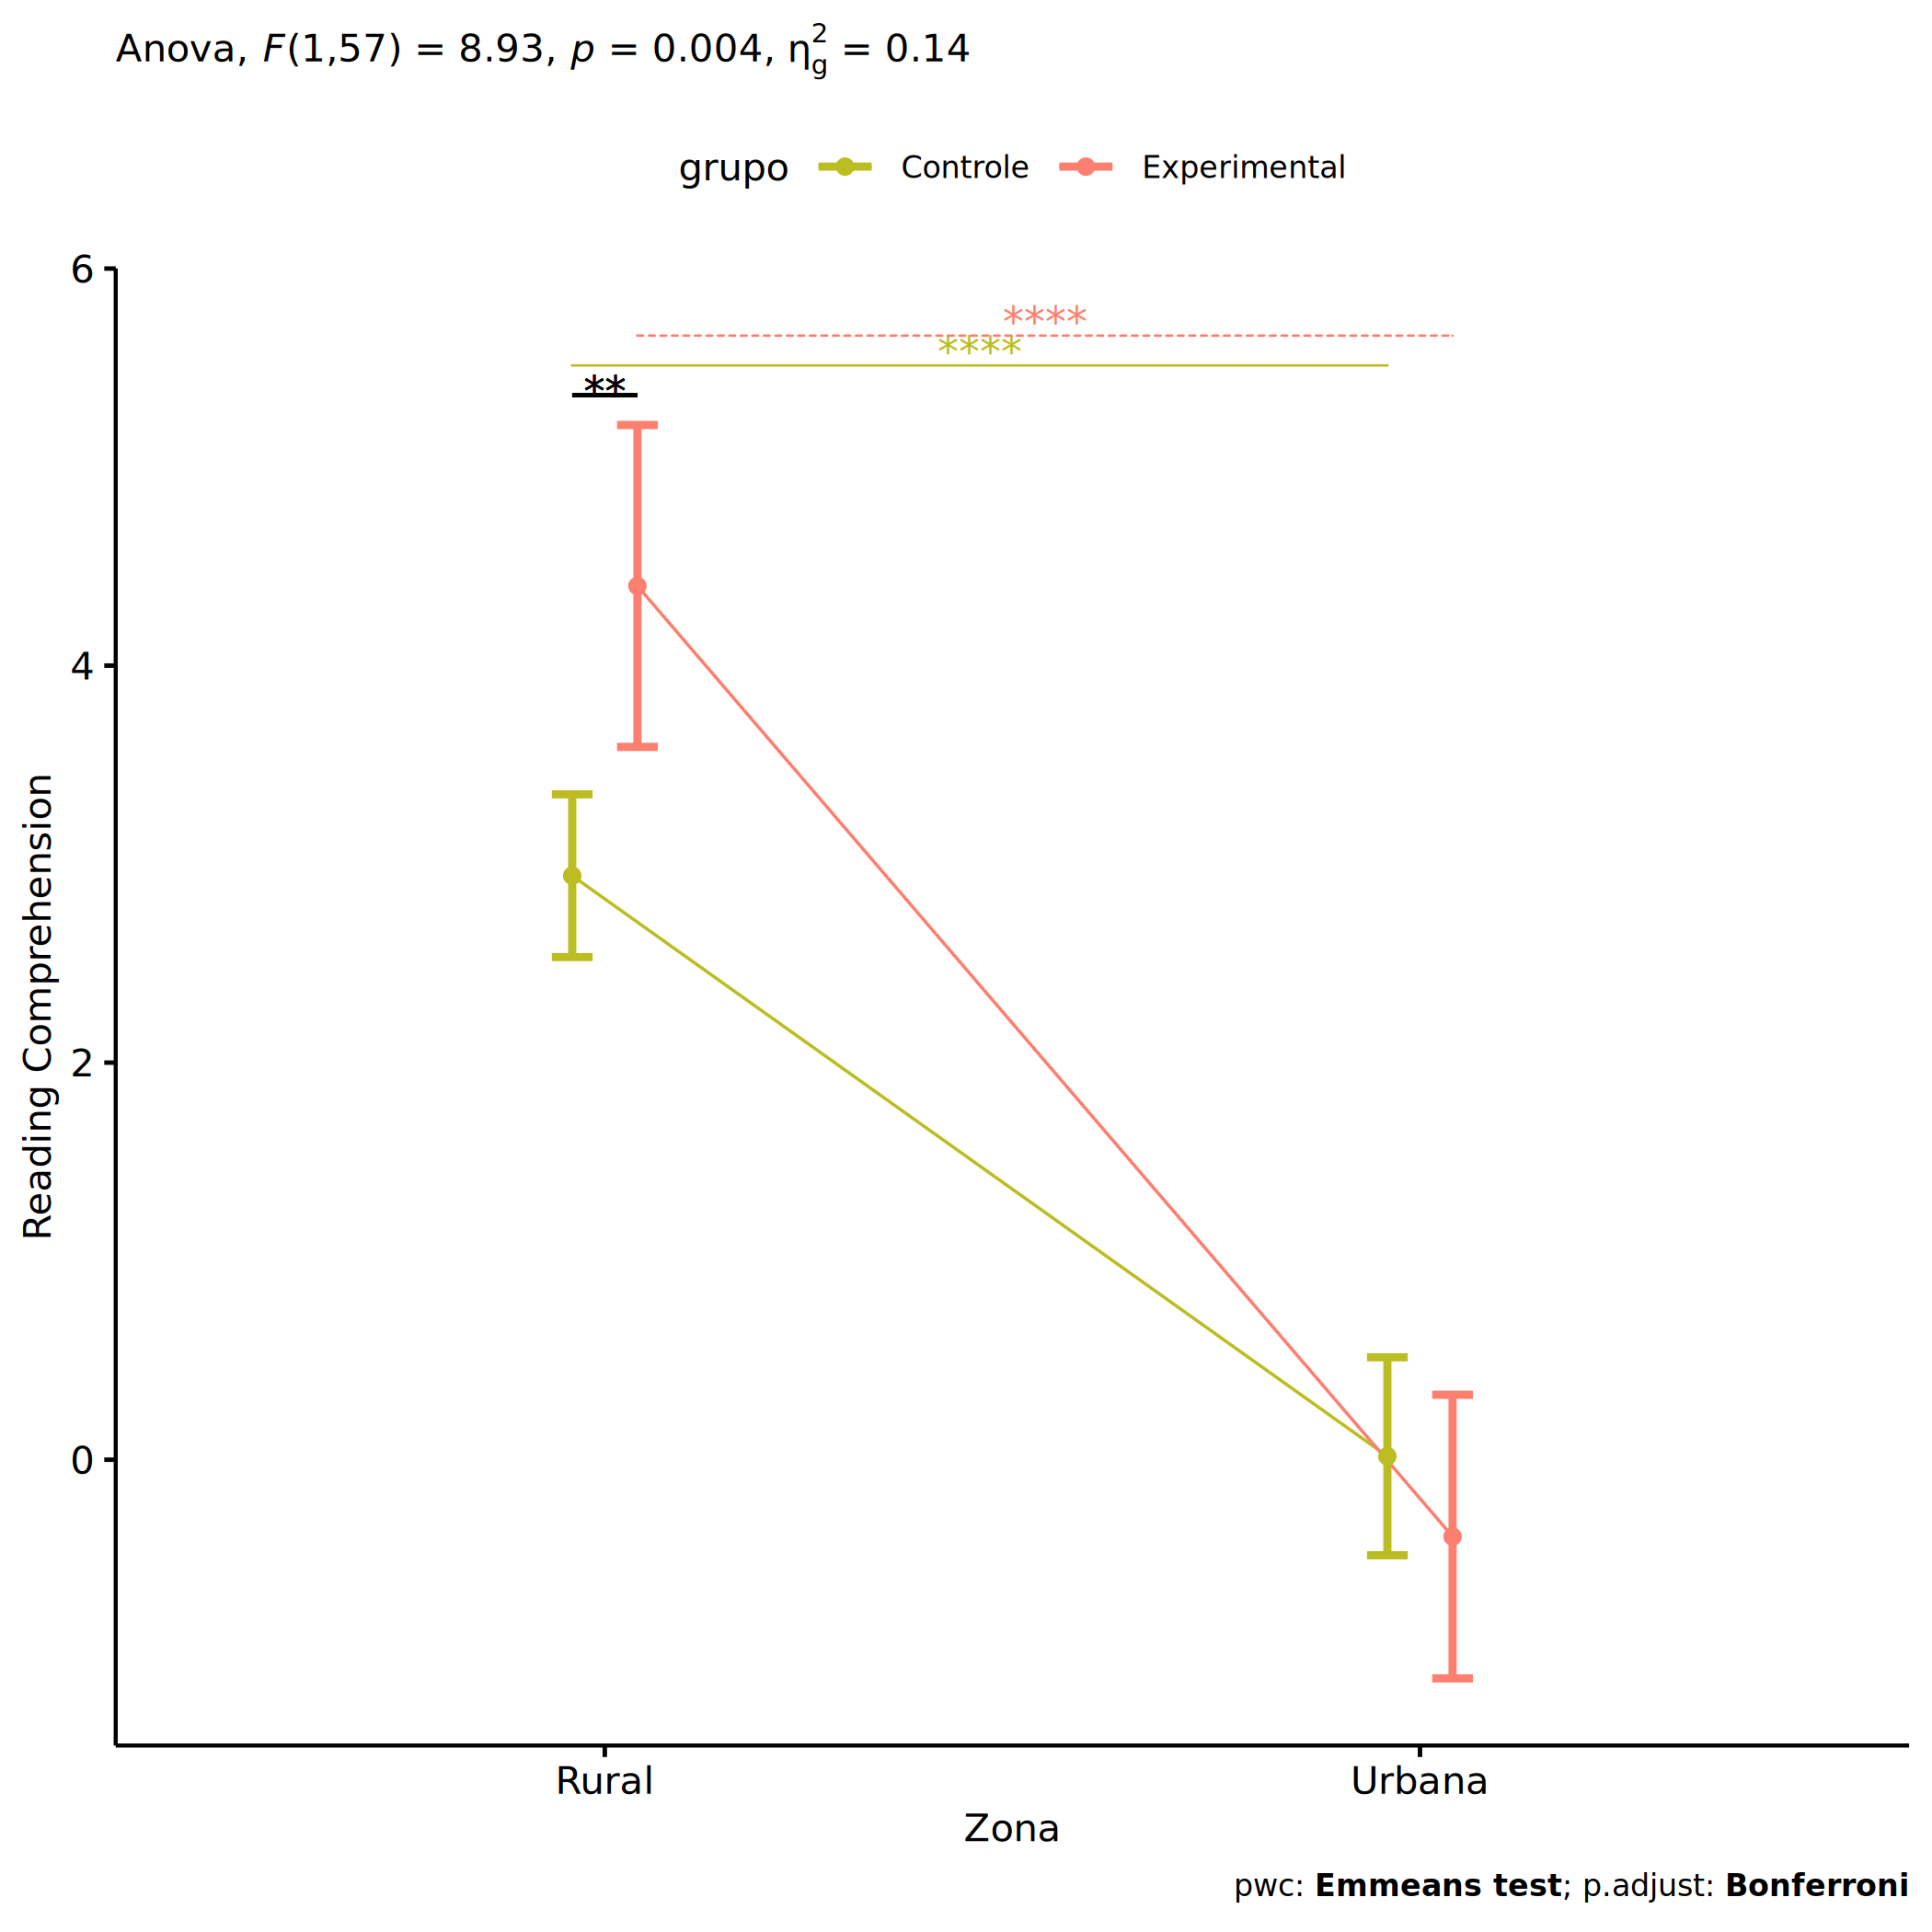 Anova, F(1,57) = 8.93, p = 0.004, η²g = 0.14
grupo Controle Experimental
6
****
****
**
4
2
0
Reading Comprehension
Rural Urbana
Zona
pwc: Emmeans test; p.adjust: Bonferroni